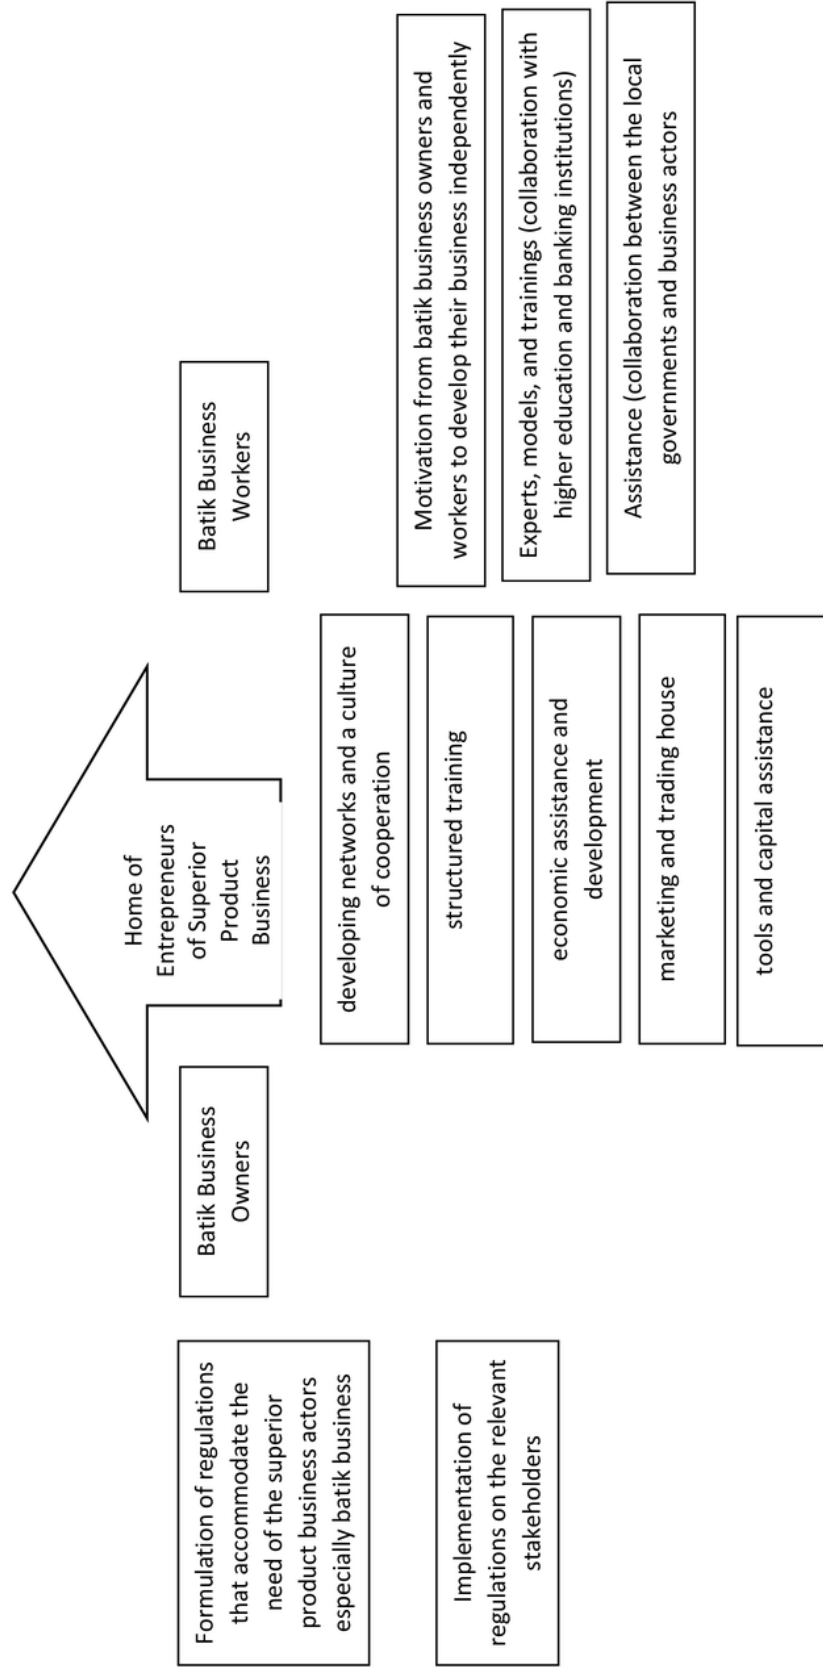 Formulation of regulations
that accommodate the
need of the superior
product business actors
especially batik business
Implementation of
regulations on the relevant
stakeholders
Batik Business
Owners
Home of
Entrepreneurs
of Superior
Product
Business
Batik Business
Workers
developing networks and a culture
of cooperation
structured training
economic assistance and
development
marketing and trading house
tools and capital assistance
Motivation from batik business owners and
workers to develop their business independently
Experts, models, and trainings (collaboration with
higher education and banking institutions)
Assistance (collaboration between the local
governments and business actors